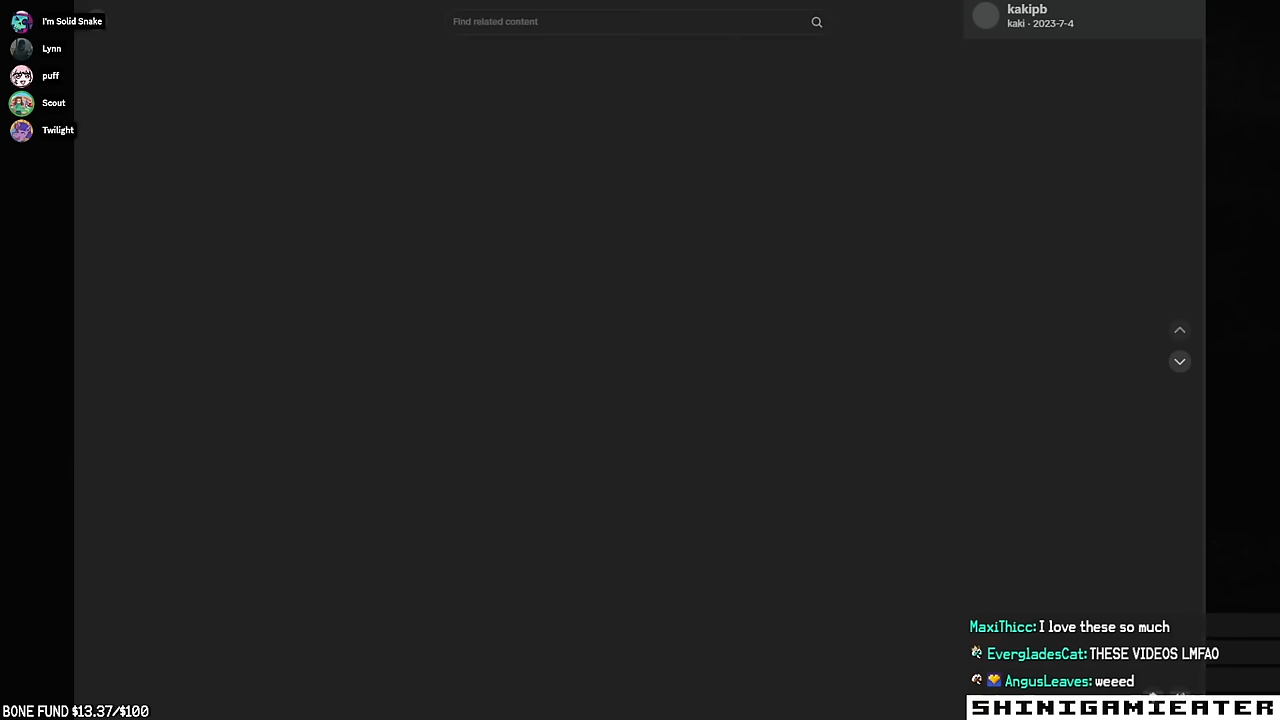 I'm Solid Snake
Lynn
puff
Scout
Twilight
Find related content
kakipb
kaki · 2023-7-4
MaxiThicc: I love these so much
EvergladesCat: THESE VIDEOS LMFAO
AngusLeaves: weeed
BONE FUND $13.37/$100
SHINIGAMIEATER